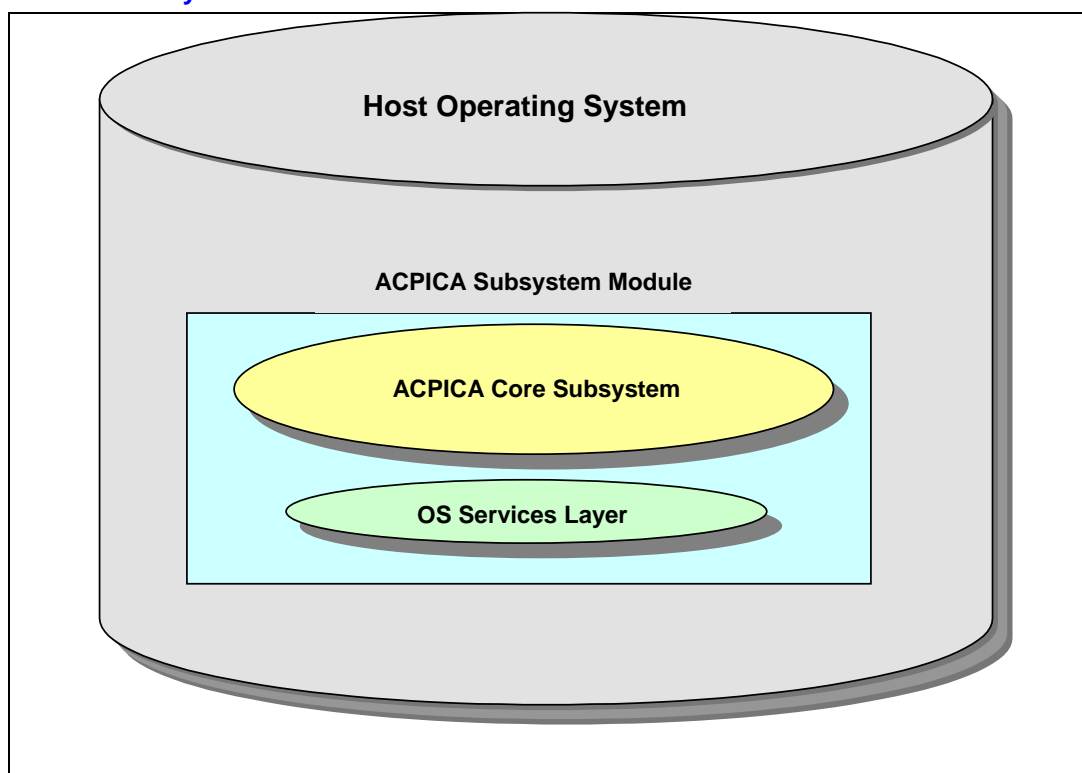 Host Operating System
ACPICA Subsystem Module
ACPICA Core Subsystem
OS Services Layer